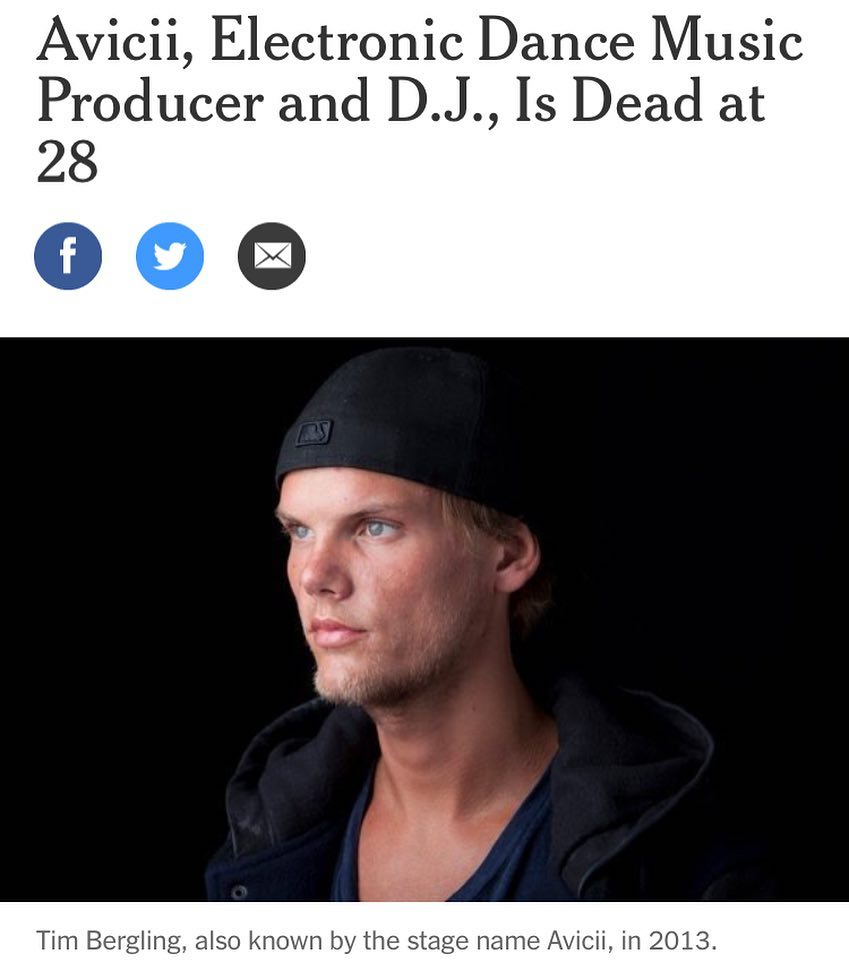 Avicii, Electronic Dance Music
Producer and D.J., Is Dead at
28
Tim Bergling, also known by the stage name Avicii, in 2013.